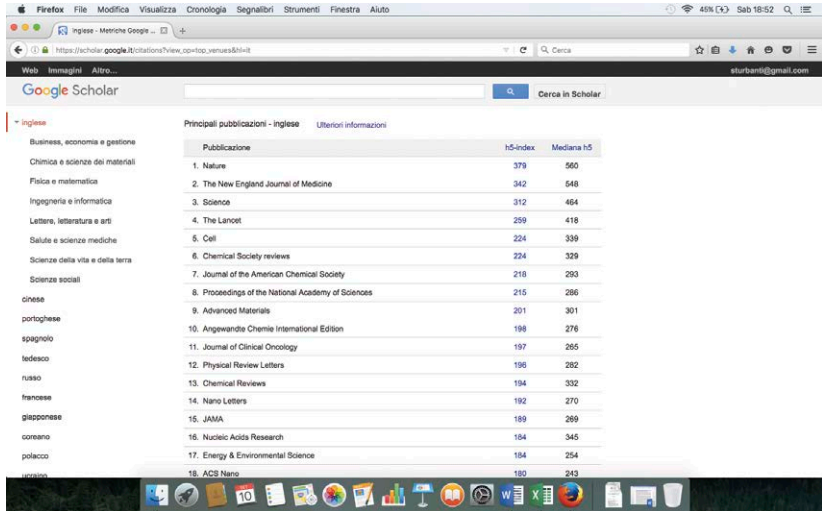 Firefox File Modifica Visualizza Cronologia Segnalibri Strumenti Finestra Aiuto 45% Sab 18:52
inglese - Metriche Google ...
https://scholar.google.it/citations?view_op=top_venues&hl=it Cerca
Web Immagini Altro... sturbanti@gmail.com
Google Scholar Cerca in Scholar
inglese
Business, economia e gestione
Chimica e scienze dei materiali
Fisica e matematica
Ingegneria e informatica
Lettere, letteratura e arti
Salute e scienze mediche
Scienze della vita e della terra
Scienze sociali
cinese
portoghese
spagnolo
tedesco
russo
francese
giapponese
coreano
polacco
ucraino
Principali pubblicazioni - inglese Ulteriori informazioni
Pubblicazione h5-index Mediana h5
1. Nature 379 560
2. The New England Journal of Medicine 342 548
3. Science 312 464
4. The Lancet 259 418
5. Cell 224 339
6. Chemical Society reviews 224 329
7. Journal of the American Chemical Society 218 293
8. Proceedings of the National Academy of Sciences 215 286
9. Advanced Materials 201 301
10. Angewandte Chemie International Edition 198 276
11. Journal of Clinical Oncology 197 265
12. Physical Review Letters 196 282
13. Chemical Reviews 194 332
14. Nano Letters 192 270
15. JAMA 189 269
16. Nucleic Acids Research 184 345
17. Energy & Environmental Science 184 254
18. ACS Nano 180 243
10